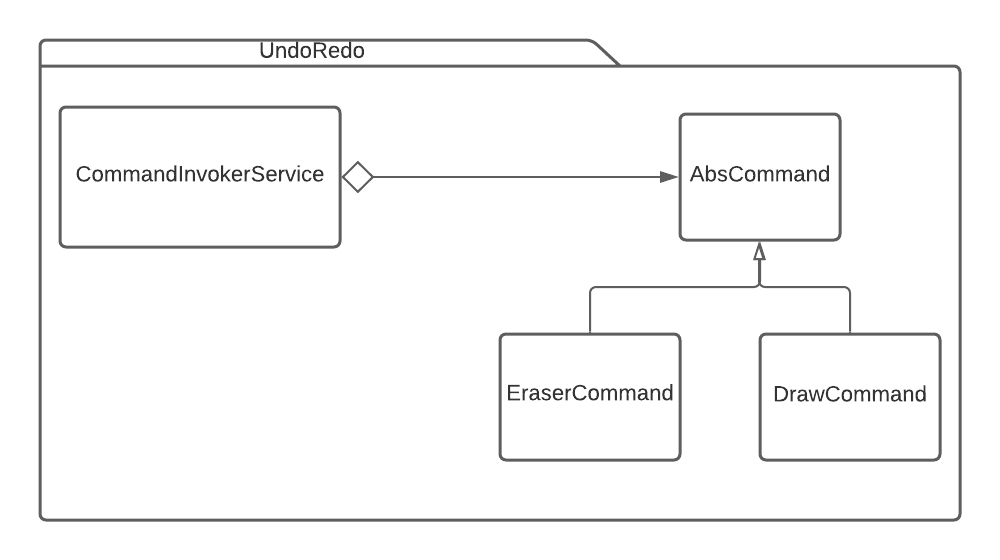 UndoRedo
CommandInvokerService
AbsCommand
EraserCommand
DrawCommand